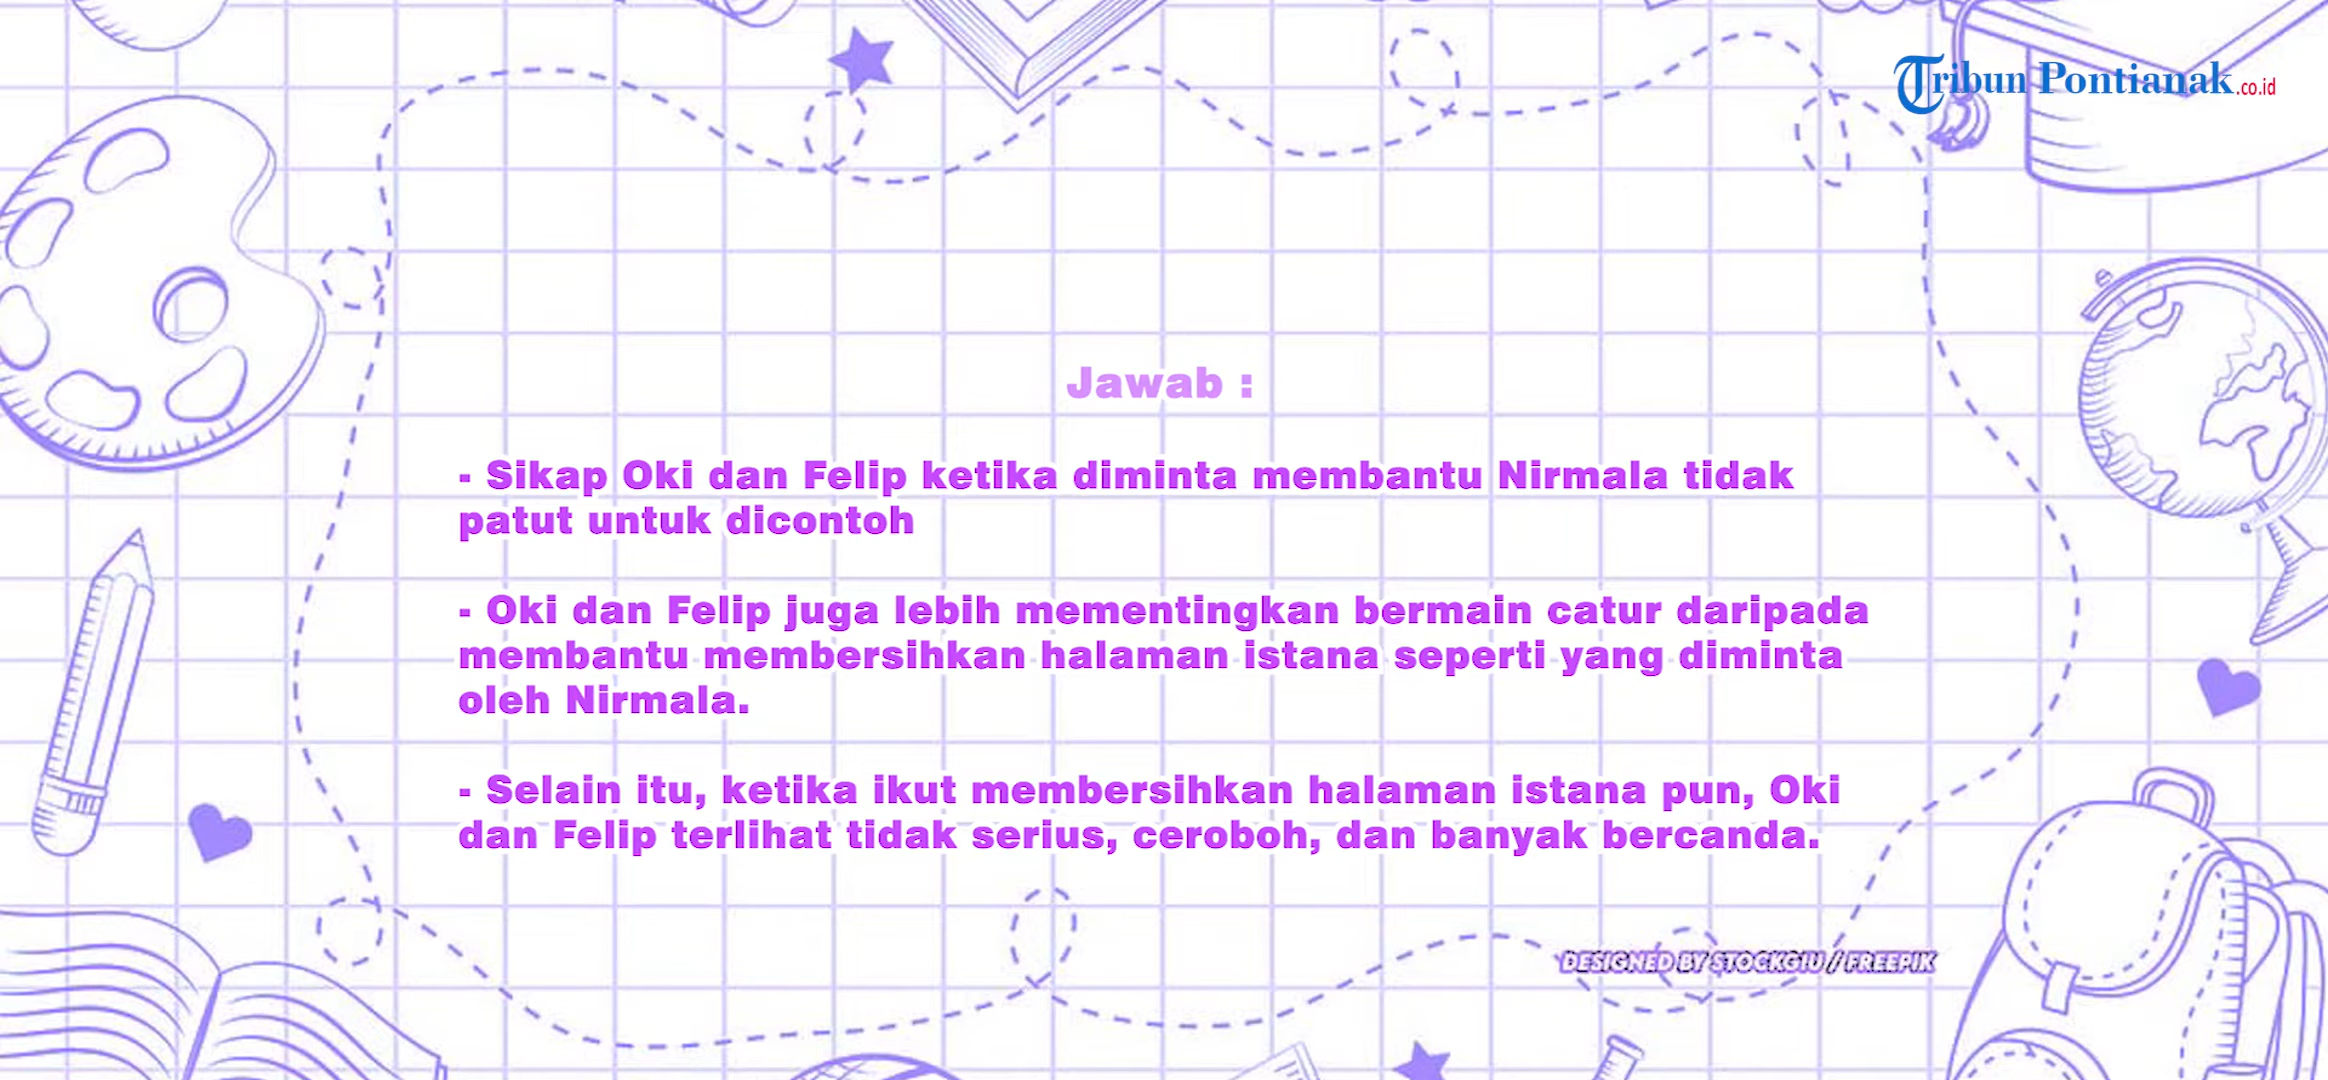 Tribun Pontianak.co.id
Jawab :
- Sikap Oki dan Felip ketika diminta membantu Nirmala tidak
patut untuk dicontoh
- Oki dan Felip juga lebih mementingkan bermain catur daripada
membantu membersihkan halaman istana seperti yang diminta
oleh Nirmala.
- Selain itu, ketika ikut membersihkan halaman istana pun, Oki
dan Felip terlihat tidak serius, ceroboh, dan banyak bercanda.
DESIGNED BY STOCKGIU / FREEPIK